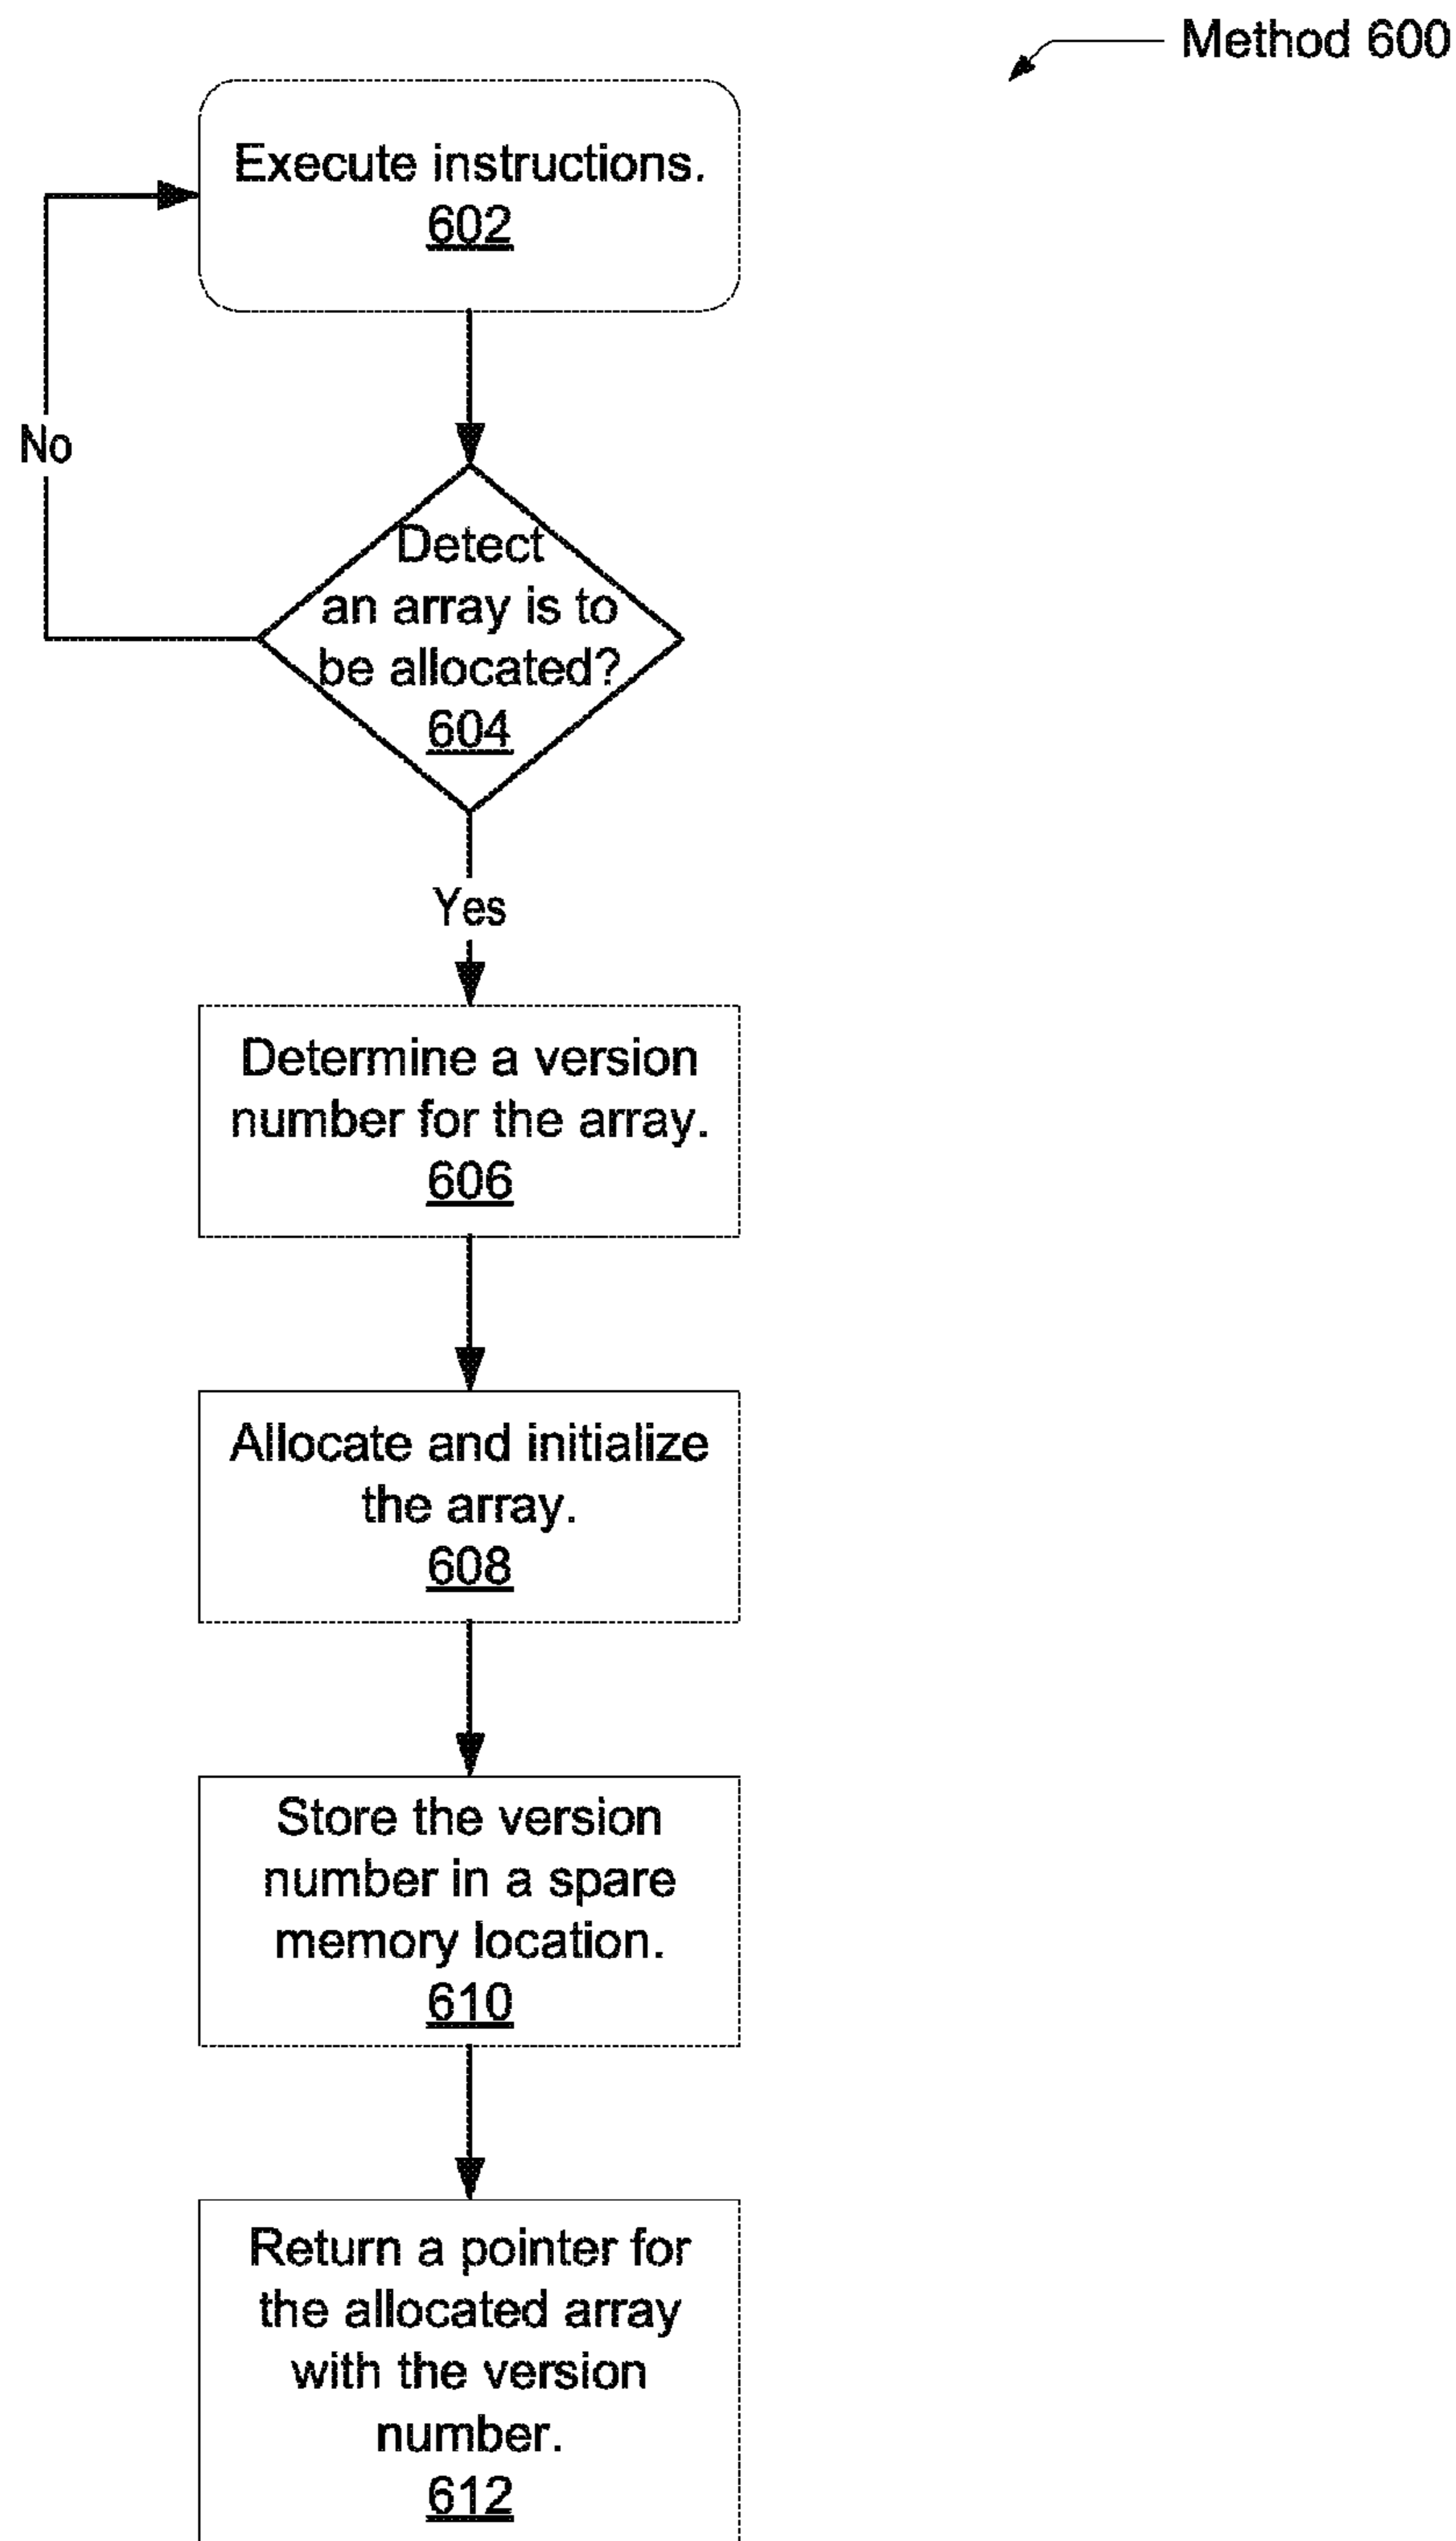 Method 600
Execute instructions.
602
No
Detect
an array is to
be allocated?
604
Yes
Determine a version
number for the array.
606
Allocate and initialize
the array.
608
Store the version
number in a spare
memory location.
610
Return a pointer for
the allocated array
with the version
number.
612